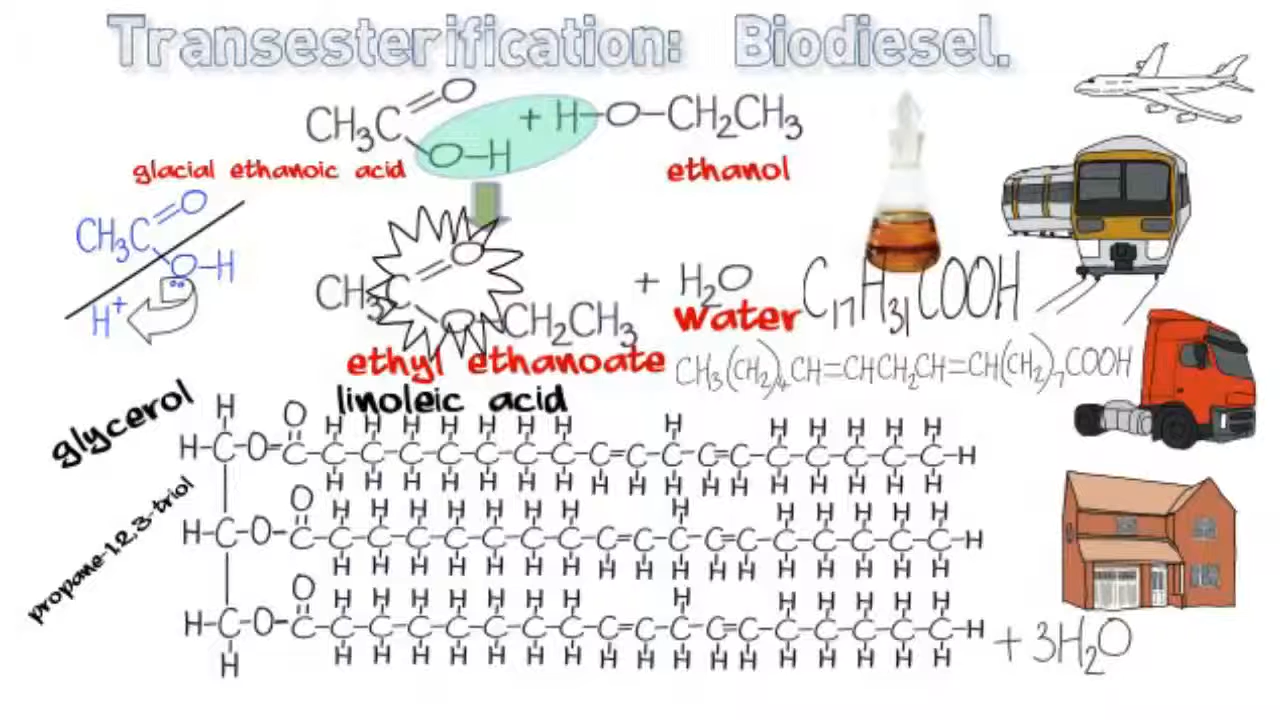 Transesterification: Biodiesel.
CH₃C
O
O–H
+ H–O–CH₂CH₃
glacial ethanoic acid
ethanol
CH₃C
O
O–H
H⁺
CH₃C
O
O
CH₂CH₃
+ H₂O
water
ethyl ethanoate
C₁₇H₃₁COOH
CH₃(CH₂)₄CH=CHCH₂CH=CH(CH₂)₇COOH
glycerol
linoleic acid
propane-1,2,3-triol
H O H H H H H H H H H H H H H
H–C–O=C–C–C–C–C–C–C–C–C=C–C–C=C–C–C–C–C–C–H
H H H H H H H H H H H H H H H H H
O H H H H H H H H H H H H H
H–C–O–C–C–C–C–C–C–C–C–C=C–C–C=C–C–C–C–C–C–H
H H H H H H H H H H H H H H H H H
O H H H H H H H H H H H H H
H–C–O–C–C–C–C–C–C–C–C–C=C–C–C=C–C–C–C–C–C–H + 3H₂O
H H H H H H H H H H H H H H H H H H